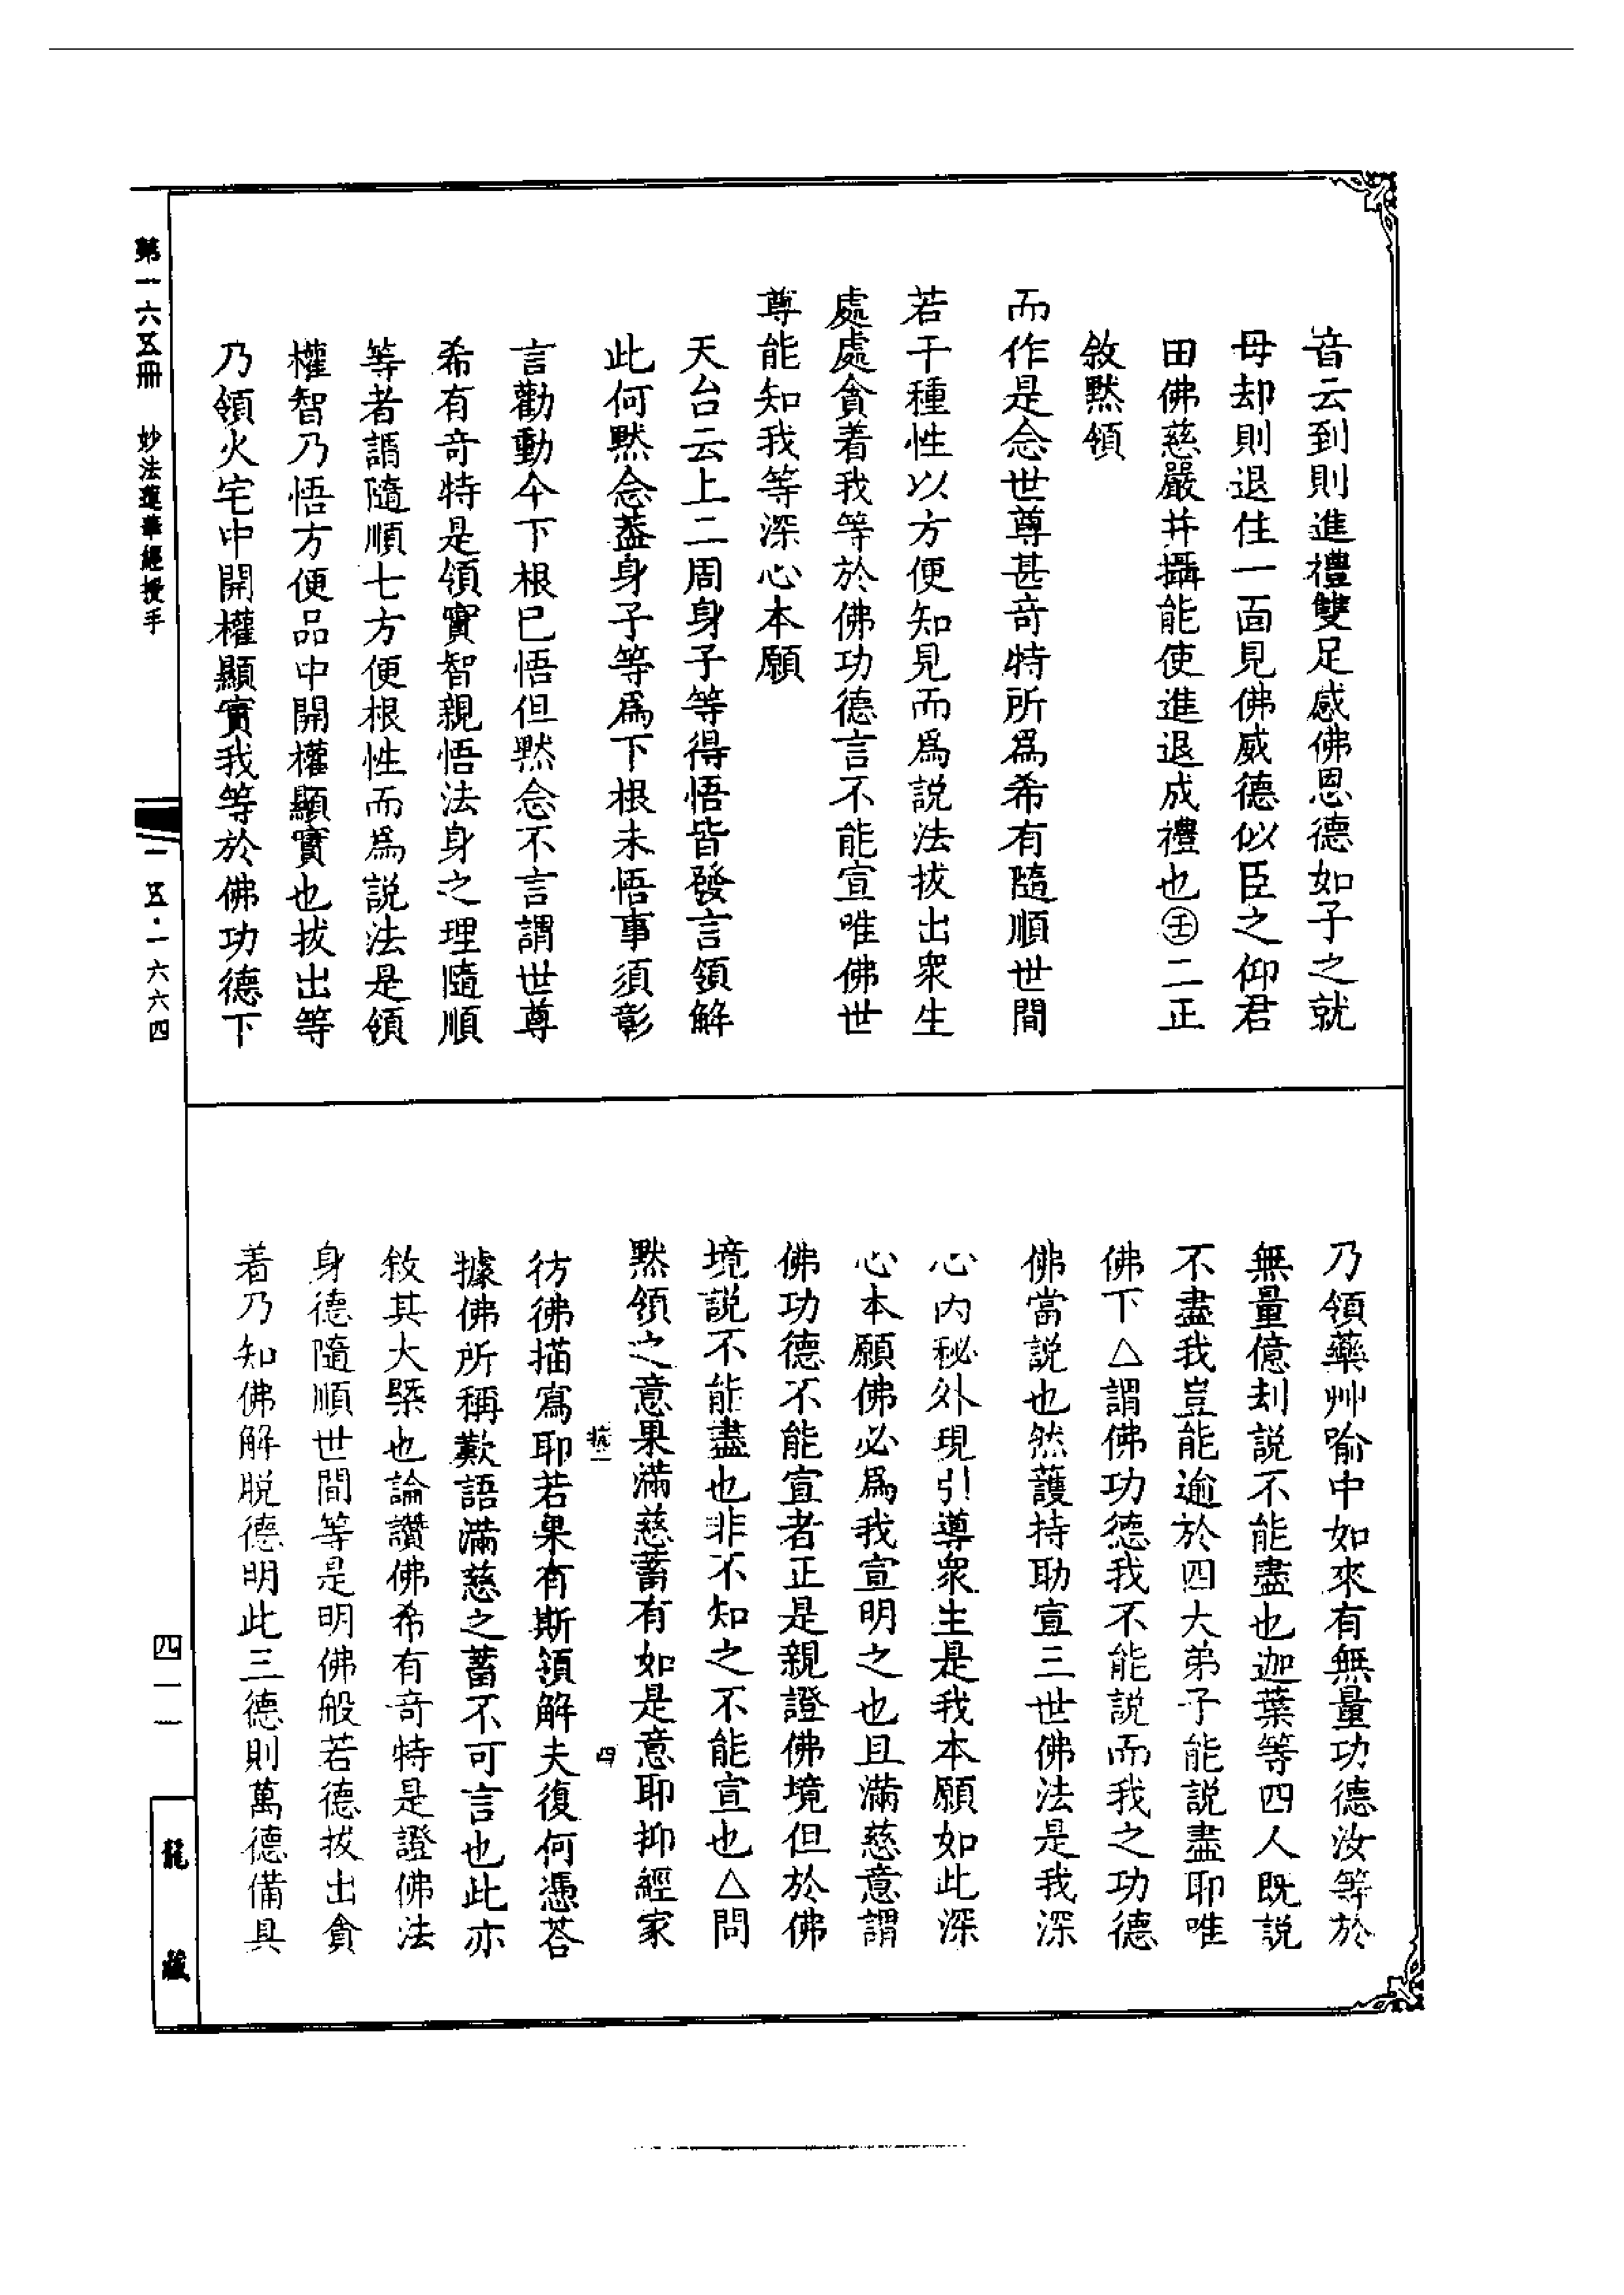 音云到則進禮雙足感佛恩德如子之就
母却則退住一面見佛威德似臣之仰君
田佛慈嚴并攝能使進退成禮也㊣二正
敘默領
而作是念世尊甚奇特所爲希有隨順世間
若干種性以方便知見而爲説法拔出衆生
處處貪着我等於佛功德言不能宣唯佛世
尊能知我等深心本願
天台云上二周身子等得悟皆發言領解
此何默念葢身子等爲下根未悟事須彰
言勸動今下根已悟但默念不言謂世尊
希有奇特是領實智親悟法身之理隨順
等者謂隨順七方便根性而爲説法是領
權智乃悟方便品中開權顯實也拔出等
乃領火宅中開權顯實我等於佛功德下
乃領藥艸喻中如來有無量功德汝等於
無量億刦説不能盡也迦葉等四人既説
不盡我豈能逾於四大弟子能説盡耶唯
佛下△謂佛功德我不能説而我之功德
佛當説也然護持助宣三世佛法是我深
心內秘外現引導衆生是我本願如此深
心本願佛必爲我宣明之也且滿慈意謂
佛功德不能宣者正是親證佛境但於佛
境説不能盡也非不知之不能宣也△問
默領之意果滿慈蓄有如是意耶抑經家
彷彿描寫耶若果有斯領解夫復何憑荅
據佛所稱歎語滿慈之蓄不可言也此亦
敘其大槩也論讚佛希有奇特是證佛法
身德隨順世間等是明佛般若德拔出貪
着乃知佛解脱德明此三德則萬德備具
第一六五冊 妙法蓮華經授手
一五·一六六四
四一一
龍藏